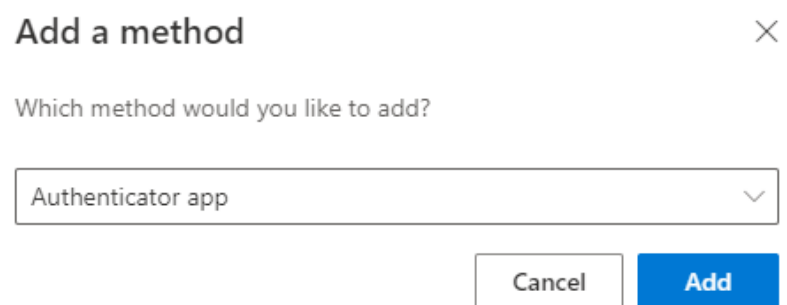 Add a method
Which method would you like to add?
Authenticator app
Cancel Add